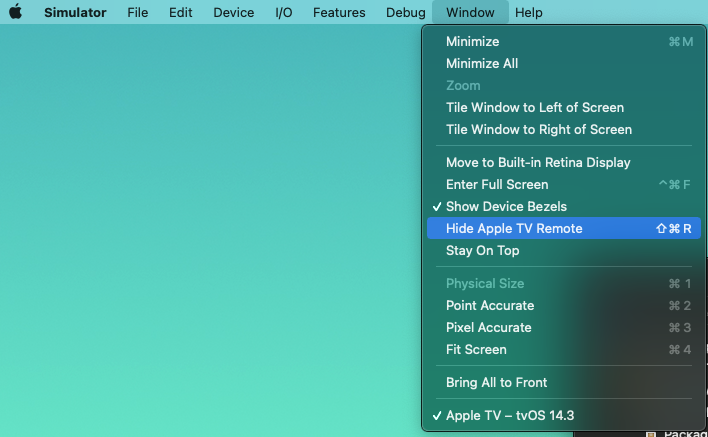 Simulator File Edit Device I/O Features Debug Window Help
Minimize ⌘M
Minimize All
Zoom
Tile Window to Left of Screen
Tile Window to Right of Screen
Move to Built-in Retina Display
Enter Full Screen ^⌘F
✓ Show Device Bezels
Hide Apple TV Remote ⇧⌘R
Stay On Top
Physical Size ⌘1
Point Accurate ⌘2
Pixel Accurate ⌘3
Fit Screen ⌘4
Bring All to Front
✓ Apple TV – tvOS 14.3
Packag